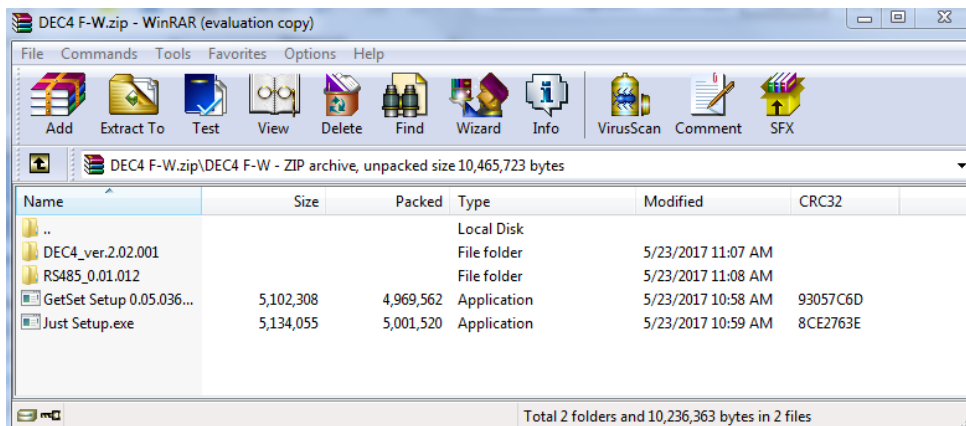 DEC4 F-W.zip - WinRAR (evaluation copy)
File Commands Tools Favorites Options Help
Add Extract To Test View Delete Find Wizard Info VirusScan Comment SFX
DEC4 F-W.zip\DEC4 F-W - ZIP archive, unpacked size 10,465,723 bytes
Name Size Packed Type Modified CRC32
.. Local Disk
DEC4_ver.2.02.001 File folder 5/23/2017 11:07 AM
RS485_0.01.012 File folder 5/23/2017 11:08 AM
GetSet Setup 0.05.036... 5,102,308 4,969,562 Application 5/23/2017 10:58 AM 93057C6D
Just Setup.exe 5,134,055 5,001,520 Application 5/23/2017 10:59 AM 8CE2763E
Total 2 folders and 10,236,363 bytes in 2 files